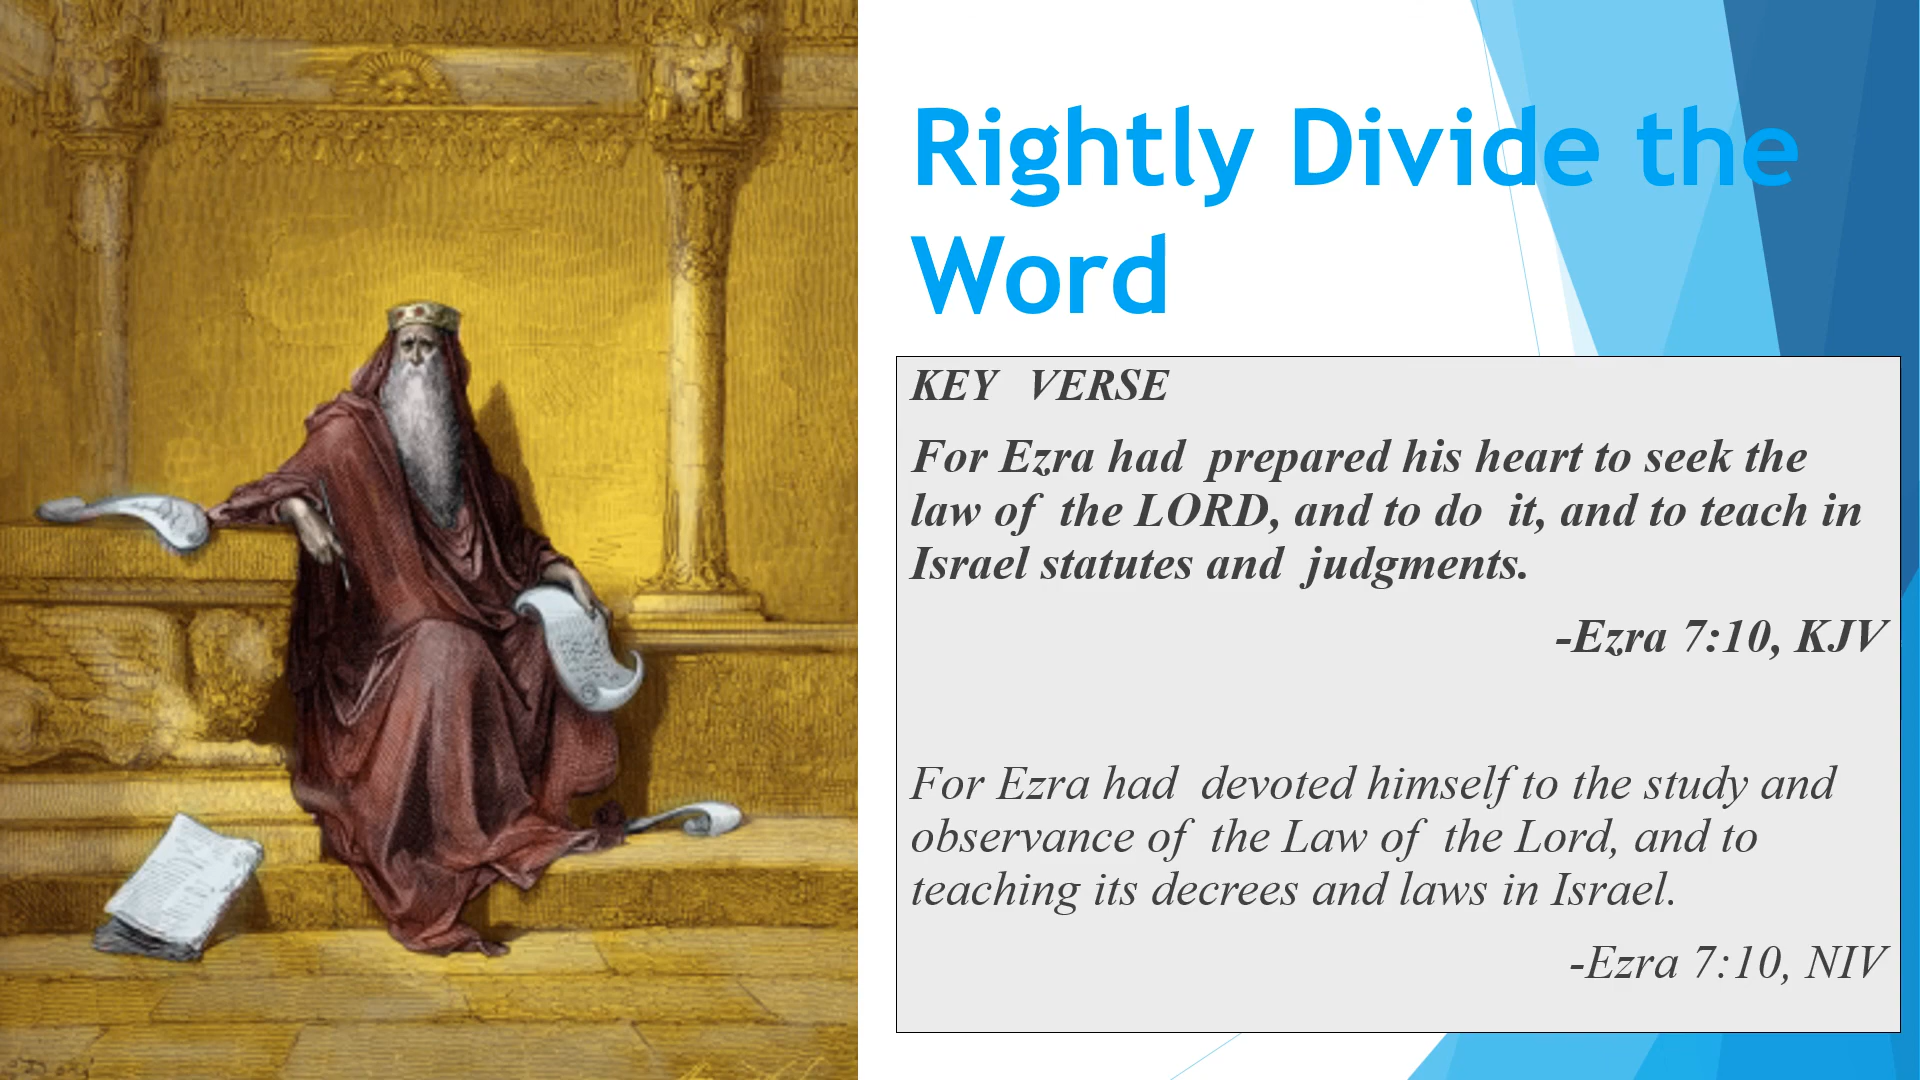 Rightly Divide the
Word
KEY VERSE
For Ezra had prepared his heart to seek the
law of the LORD, and to do it, and to teach in
Israel statutes and judgments.
-Ezra 7:10, KJV
For Ezra had devoted himself to the study and
observance of the Law of the Lord, and to
teaching its decrees and laws in Israel.
-Ezra 7:10, NIV